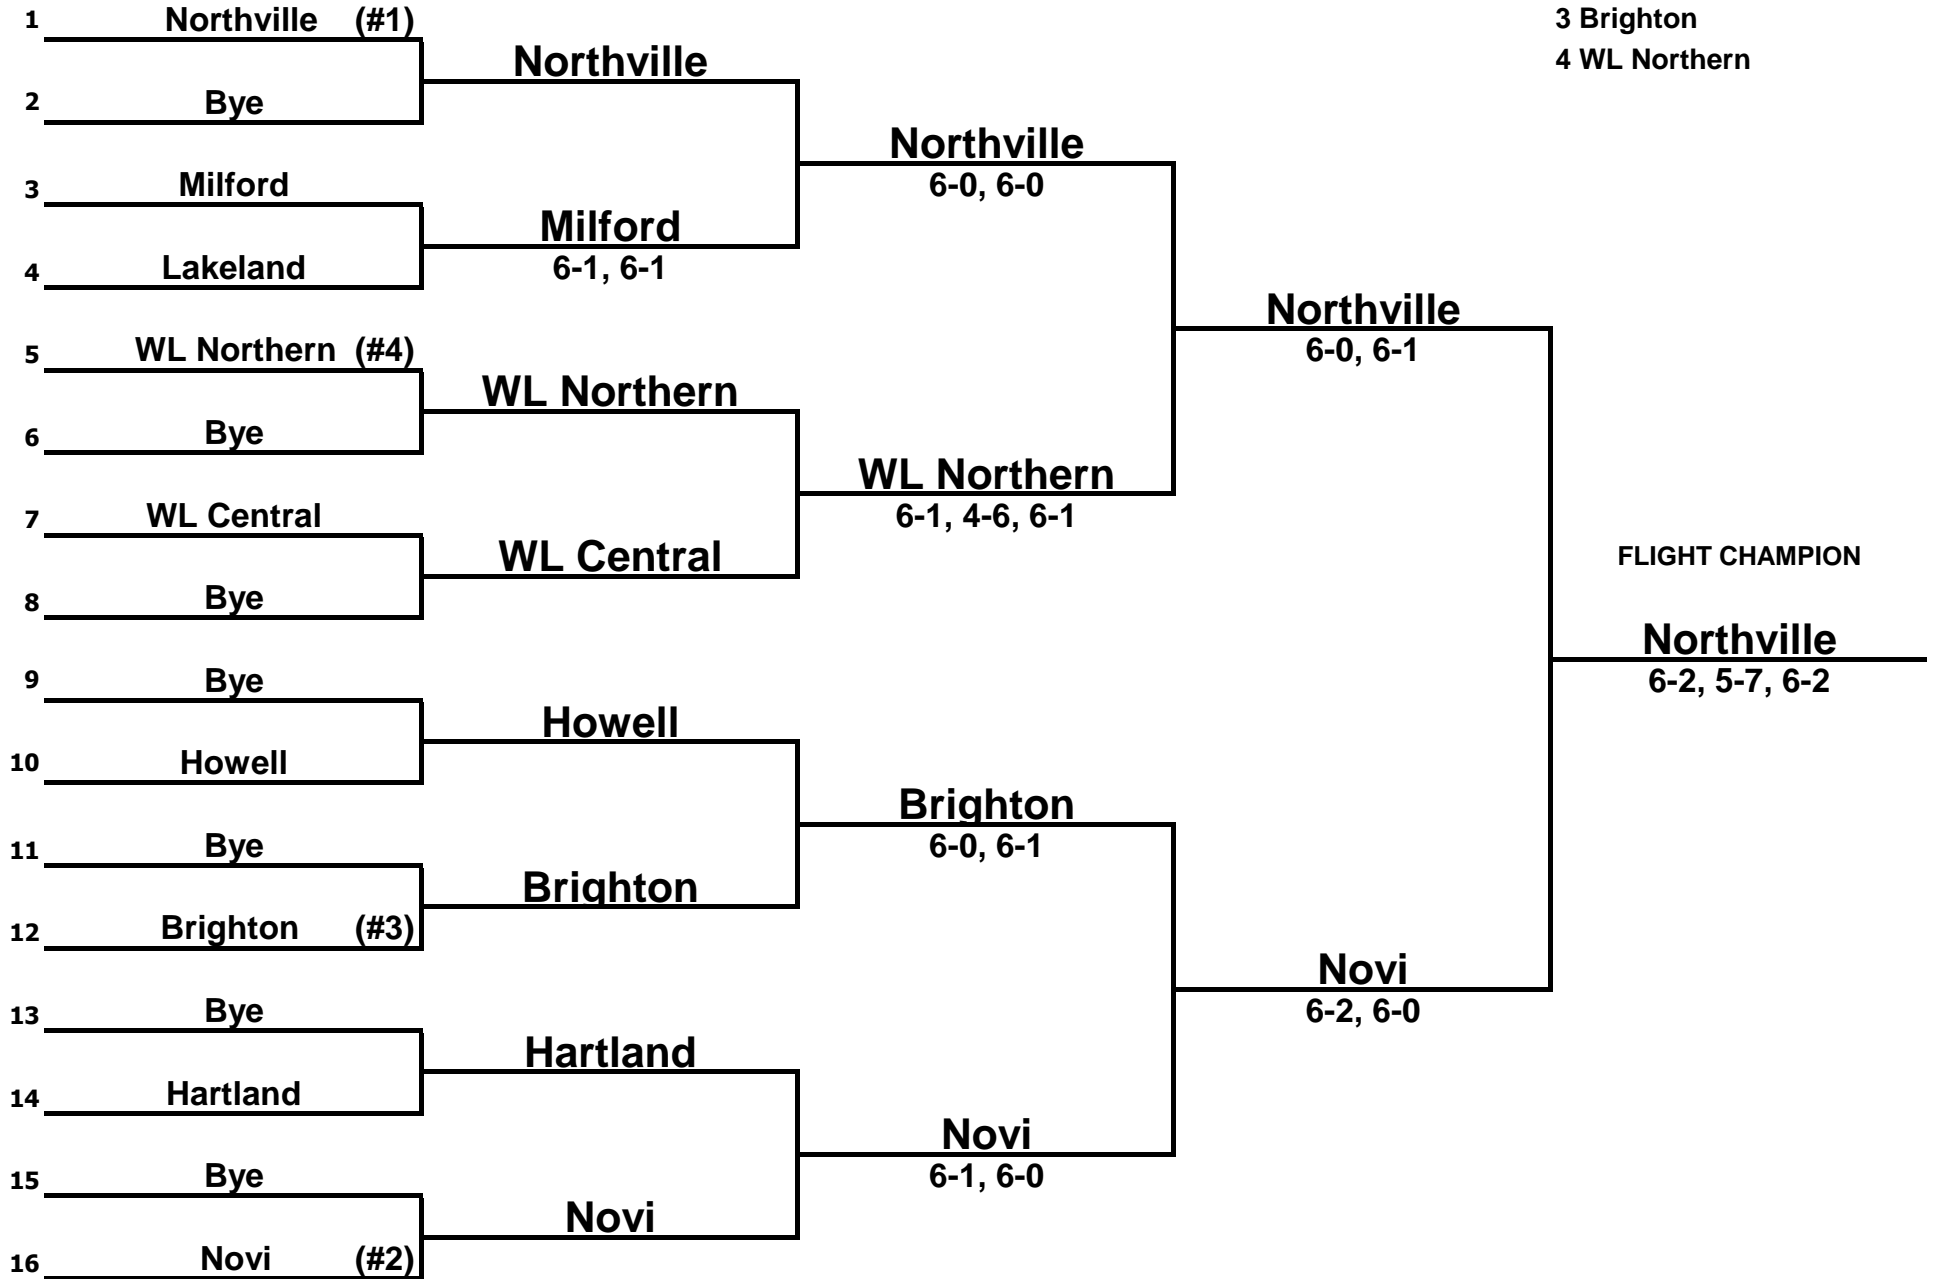 1 Northville (#1)
2 Bye
3 Milford
4 Lakeland
5 WL Northern (#4)
6 Bye
7 WL Central
8 Bye
9 Bye
10 Howell
11 Bye
12 Brighton (#3)
13 Bye
14 Hartland
15 Bye
16 Novi (#2)
Northville
Milford
6-1, 6-1
WL Northern
WL Central
Howell
Brighton
Hartland
Novi
Northville
6-0, 6-0
WL Northern
6-1, 4-6, 6-1
Brighton
6-0, 6-1
Novi
6-1, 6-0
Northville
6-0, 6-1
Novi
6-2, 6-0
3 Brighton
4 WL Northern
FLIGHT CHAMPION
Northville
6-2, 5-7, 6-2